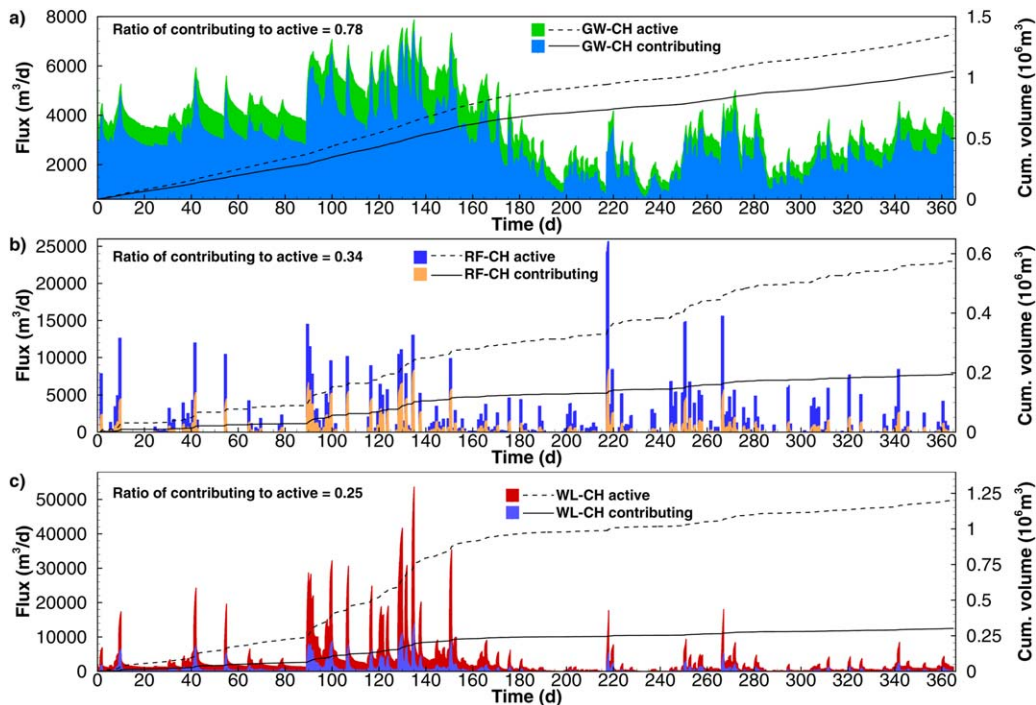 a)
Ratio of contributing to active = 0.78
GW-CH active
GW-CH contributing
Flux (m³/d)
8000
6000
4000
2000
1.5
1
0.5
0
Cum. volume (10⁶m³)
0 20 40 60 80 100 120 140 160 180 200 220 240 260 280 300 320 340 360
Time (d)
b)
Ratio of contributing to active = 0.34
RF-CH active
RF-CH contributing
Flux (m³/d)
25000
20000
15000
10000
5000
0
0.6
0.4
0.2
0
Cum. volume (10⁶m³)
0 20 40 60 80 100 120 140 160 180 200 220 240 260 280 300 320 340 360
Time (d)
c)
Ratio of contributing to active = 0.25
WL-CH active
WL-CH contributing
Flux (m³/d)
50000
40000
30000
20000
10000
0
1.25
1
0.75
0.5
0.25
0
Cum. volume (10⁶m³)
0 20 40 60 80 100 120 140 160 180 200 220 240 260 280 300 320 340 360
Time (d)